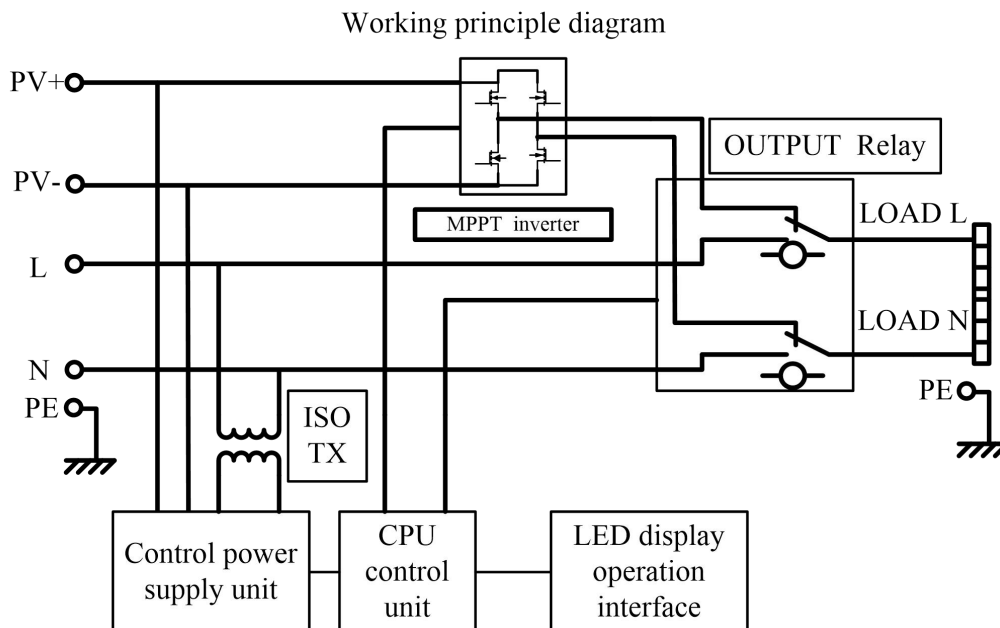 Working principle diagram
PV+
OUTPUT Relay
PV-
MPPT inverter
LOAD L
L
LOAD N
N
PE
PE
ISO
TX
Control power
supply unit
CPU
control
unit
LED display
operation
interface